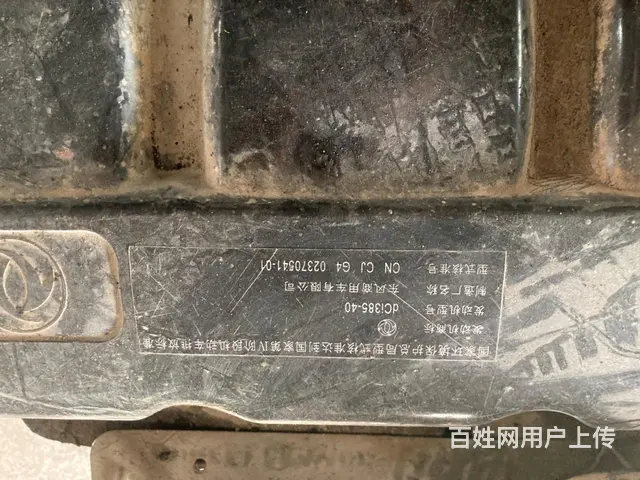 国家环境保护总局型式核准达到国家第Ⅳ阶段机动车排放标准
发动机商标
发动机型号 dCi385-40
制造厂名称 东风商用车有限公司
型式核准号 CN CJ G4 02370541-01
百姓网用户上传